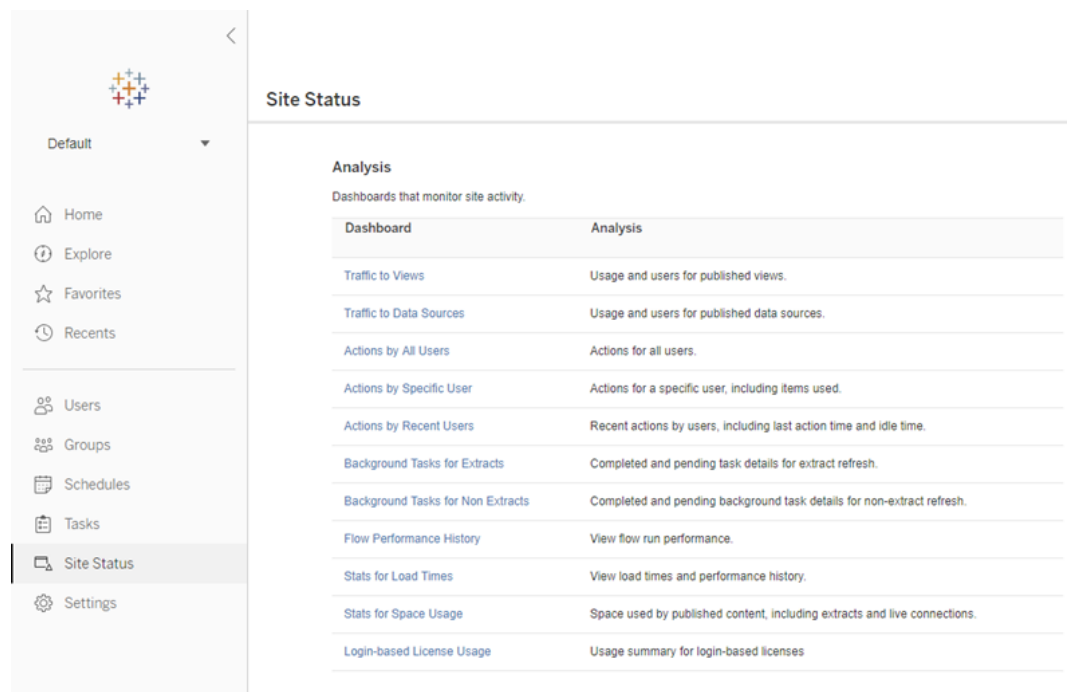 Default
Home
Explore
Favorites
Recents
Users
Groups
Schedules
Tasks
Site Status
Settings
Site Status
Analysis
Dashboards that monitor site activity.
Dashboard Analysis
Traffic to Views Usage and users for published views.
Traffic to Data Sources Usage and users for published data sources.
Actions by All Users Actions for all users.
Actions by Specific User Actions for a specific user, including items used.
Actions by Recent Users Recent actions by users, including last action time and idle time.
Background Tasks for Extracts Completed and pending task details for extract refresh.
Background Tasks for Non Extracts Completed and pending background task details for non-extract refresh.
Flow Performance History View flow run performance.
Stats for Load Times View load times and performance history.
Stats for Space Usage Space used by published content, including extracts and live connections.
Login-based License Usage Usage summary for login-based licenses